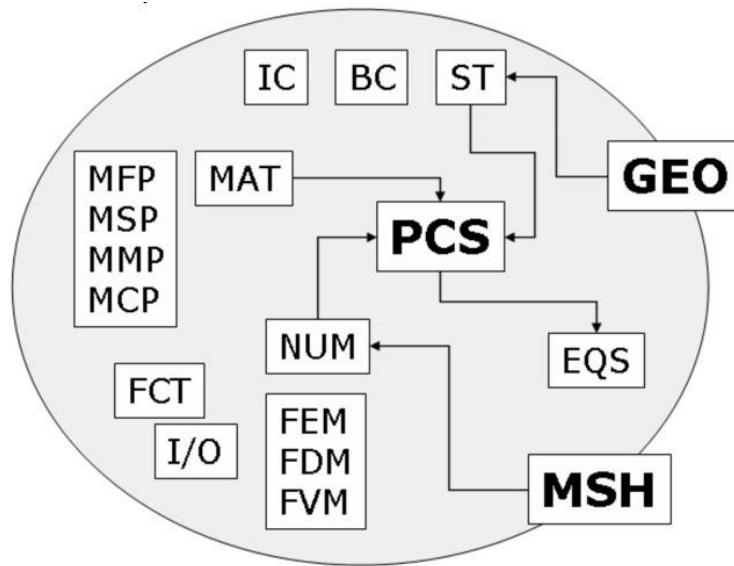 IC
BC
ST
GEO
MFP
MSP
MMP
MCP
MAT
PCS
NUM
EQS
FCT
I/O
FEM
FDM
FVM
MSH